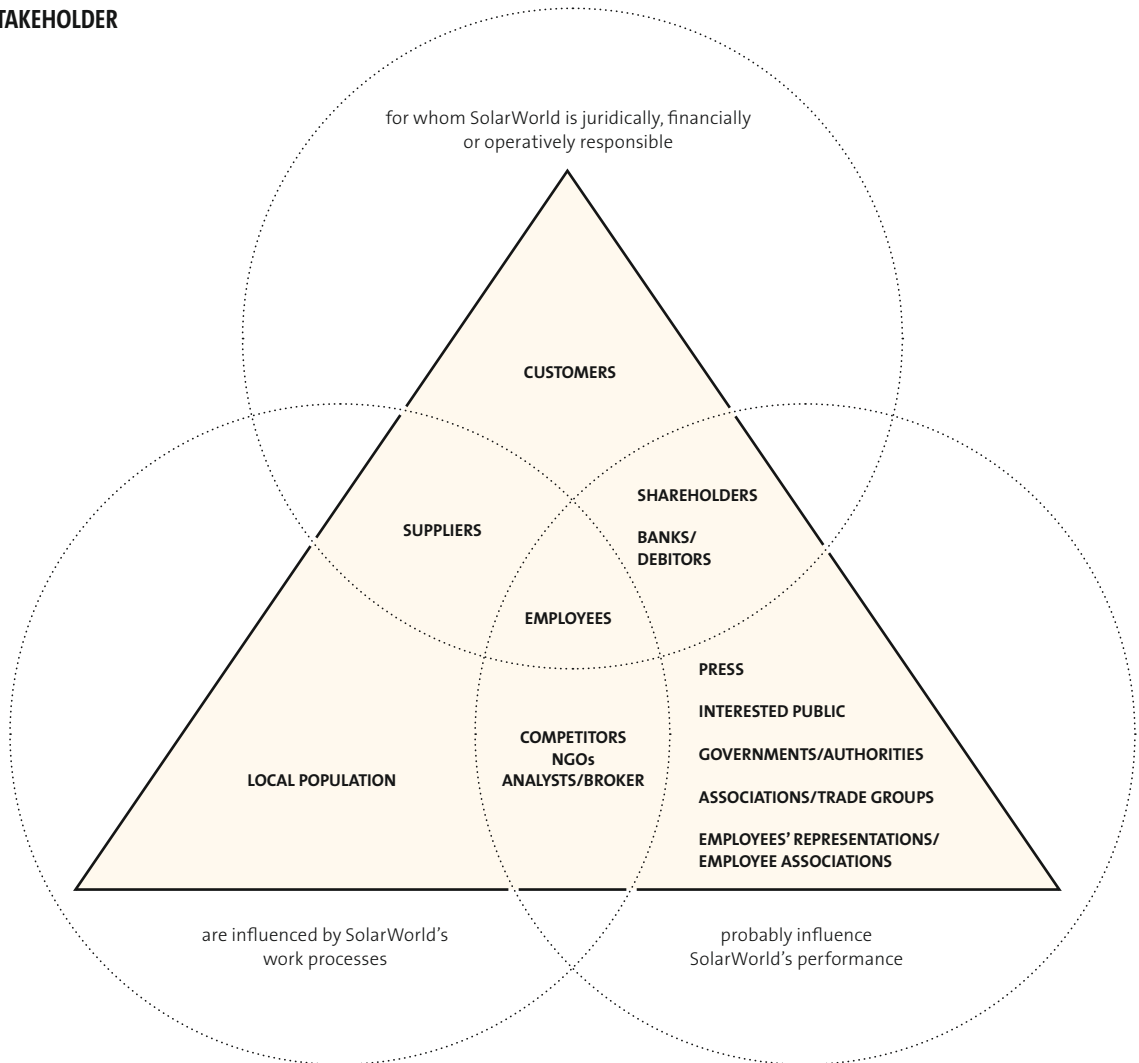 TAKEHOLDER
for whom SolarWorld is juridically, financially
or operatively responsible
CUSTOMERS
SUPPLIERS
SHAREHOLDERS
BANKS/
DEBITORS
EMPLOYEES
LOCAL POPULATION
COMPETITORS
NGOs
ANALYSTS/BROKER
PRESS
INTERESTED PUBLIC
GOVERNMENTS/AUTHORITIES
ASSOCIATIONS/TRADE GROUPS
EMPLOYEES’ REPRESENTATIONS/
EMPLOYEE ASSOCIATIONS
are influenced by SolarWorld’s
work processes
probably influence
SolarWorld’s performance